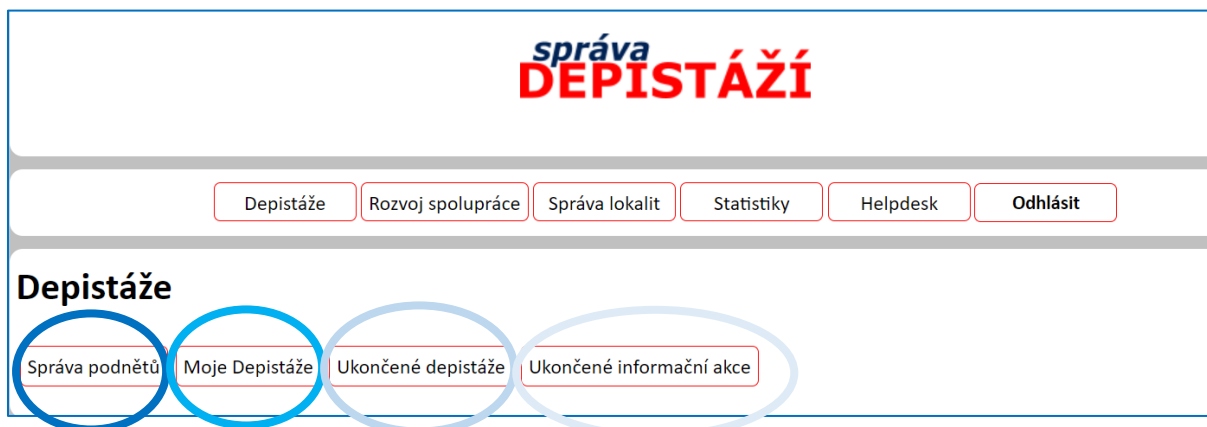 správa
DEPISTÁŽÍ
Depistáže Rozvoj spolupráce Správa lokalit Statistiky Helpdesk Odhlásit
Depistáže
Správa podnětů Moje Depistáže Ukončené depistáže Ukončené informační akce